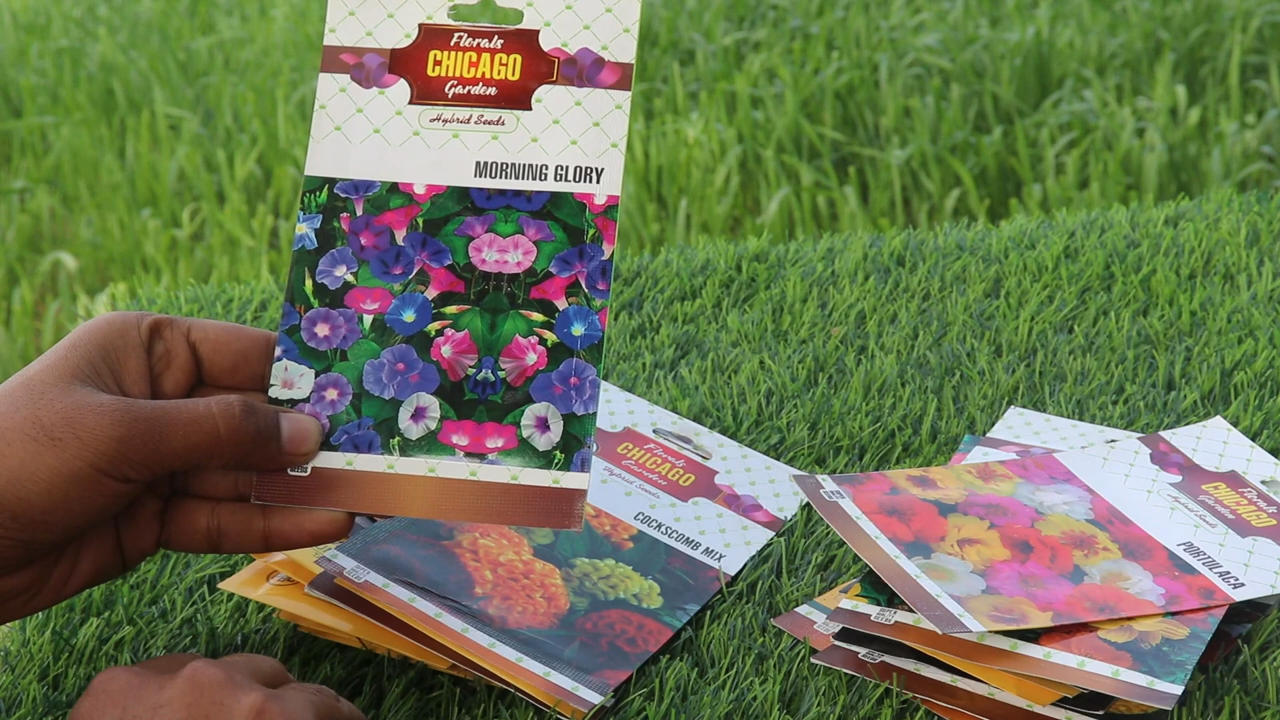 Florals
CHICAGO
Garden
Hybrid Seeds
MORNING GLORY
SEEDS
Florals
CHICAGO
Garden
Hybrid Seeds
COCKSCOMB MIX
Florals
CHICAGO
Garden
Hybrid Seeds
PORTULACA